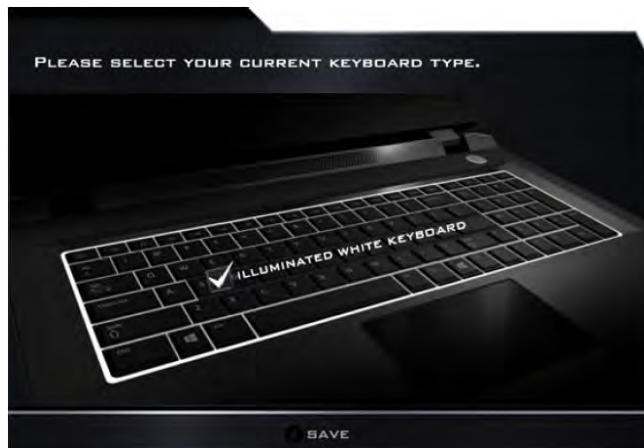 PLEASE SELECT YOUR CURRENT KEYBOARD TYPE.
ILLUMINATED WHITE KEYBOARD
SAVE